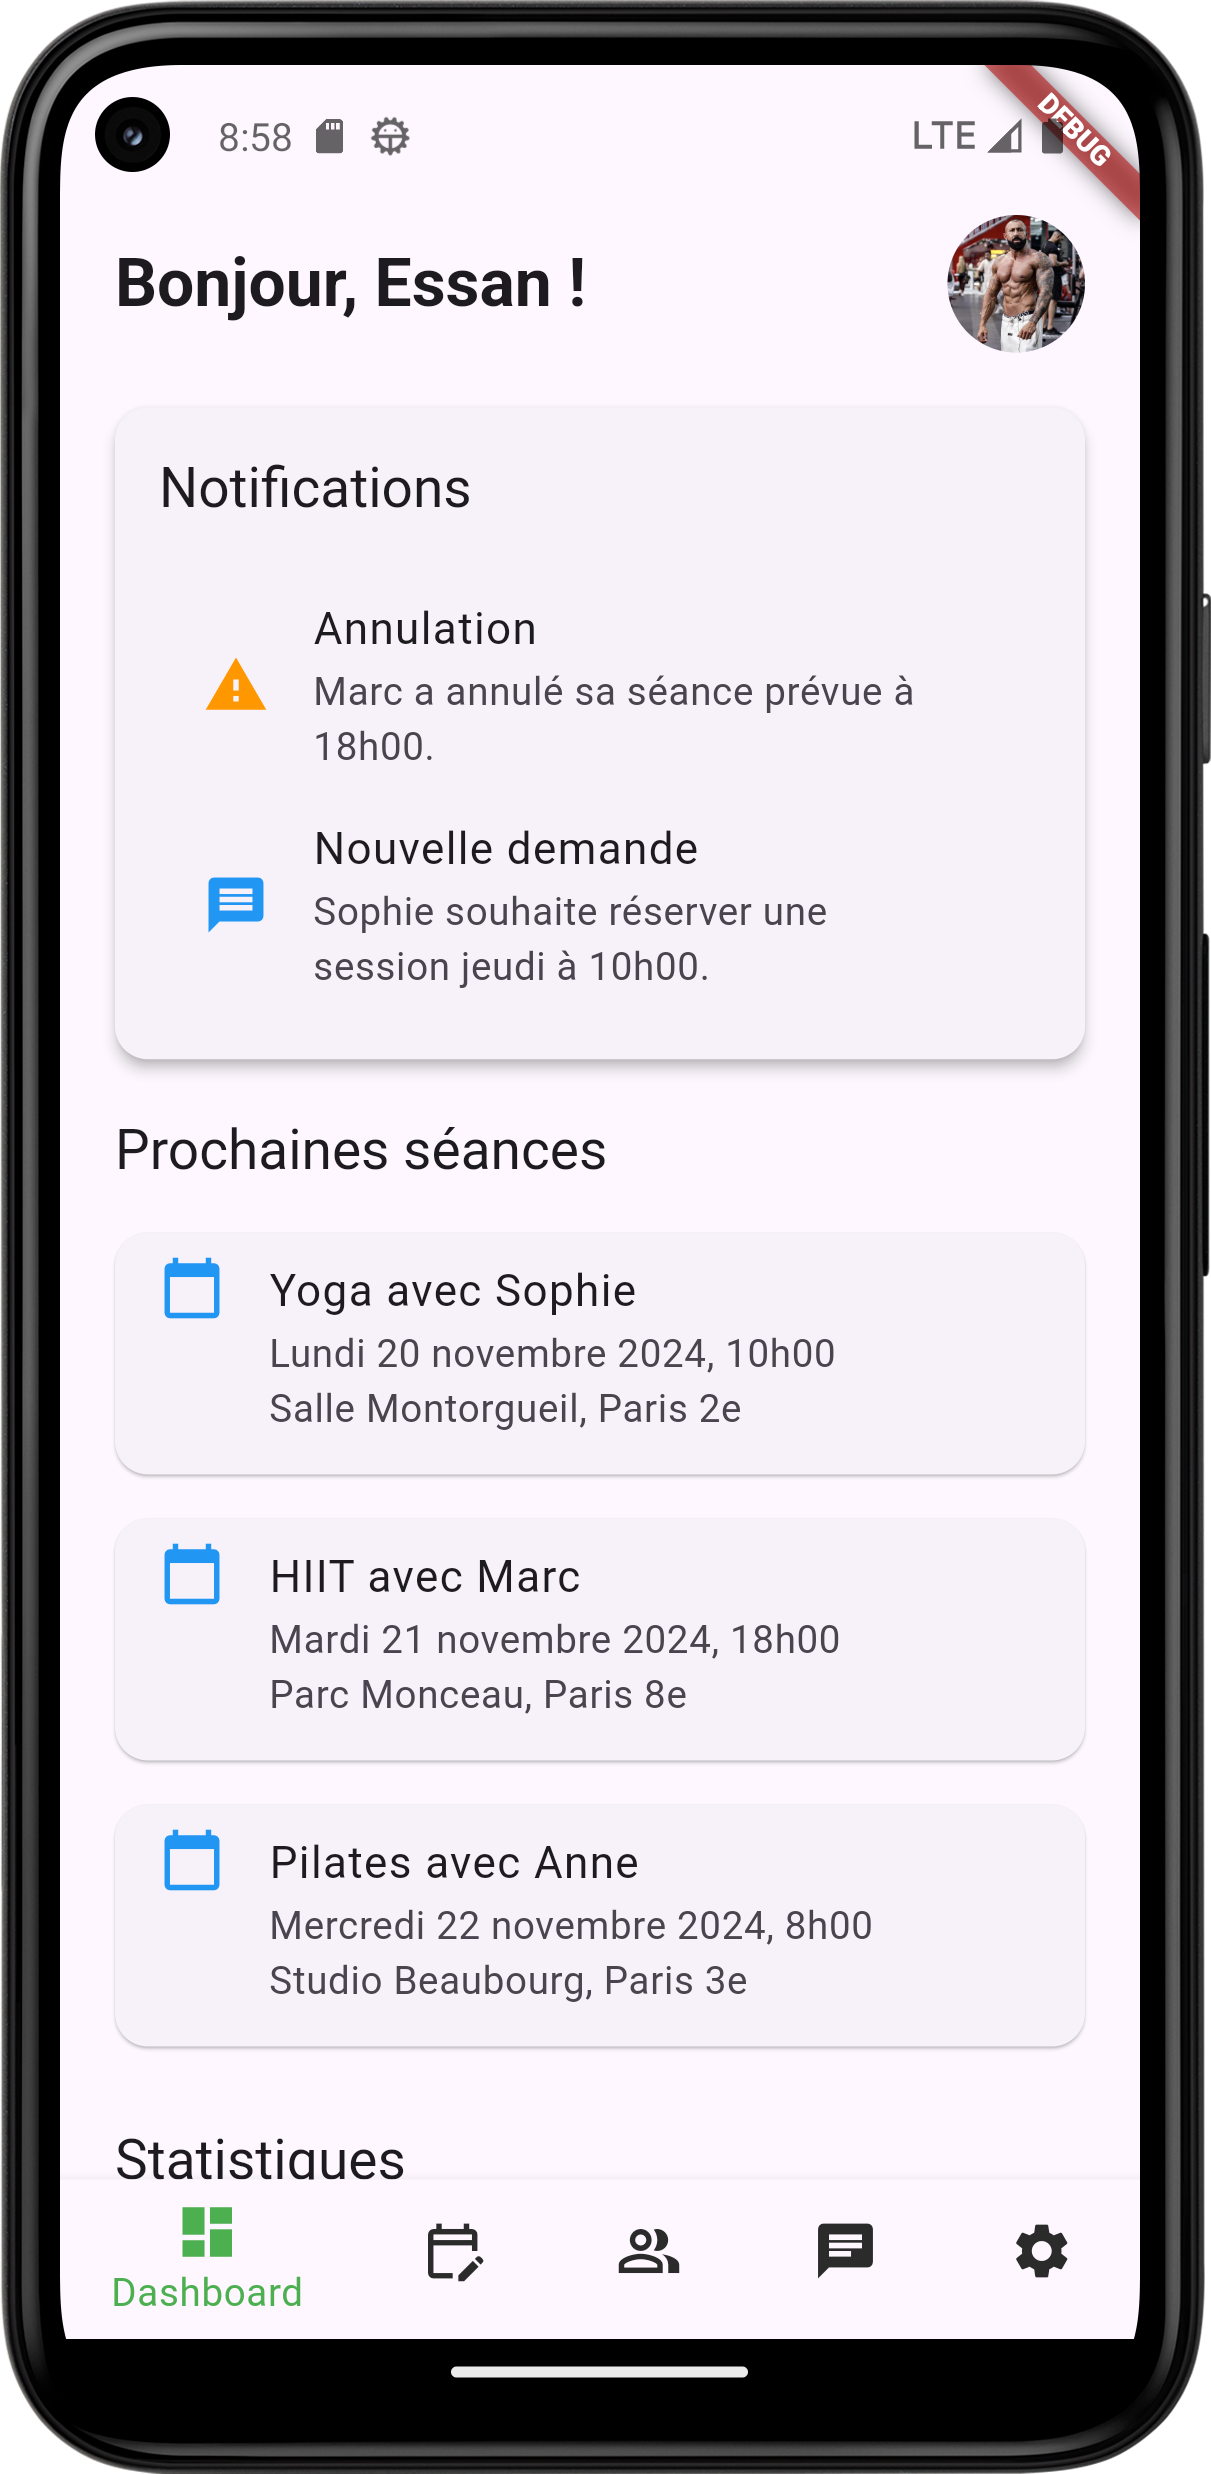 8:58
LTE
DEBUG
Bonjour, Essan !
Notifications
Annulation
Marc a annulé sa séance prévue à
18h00.
Nouvelle demande
Sophie souhaite réserver une
session jeudi à 10h00.
Prochaines séances
Yoga avec Sophie
Lundi 20 novembre 2024, 10h00
Salle Montorgueil, Paris 2e
HIIT avec Marc
Mardi 21 novembre 2024, 18h00
Parc Monceau, Paris 8e
Pilates avec Anne
Mercredi 22 novembre 2024, 8h00
Studio Beaubourg, Paris 3e
Statistiques
Dashboard